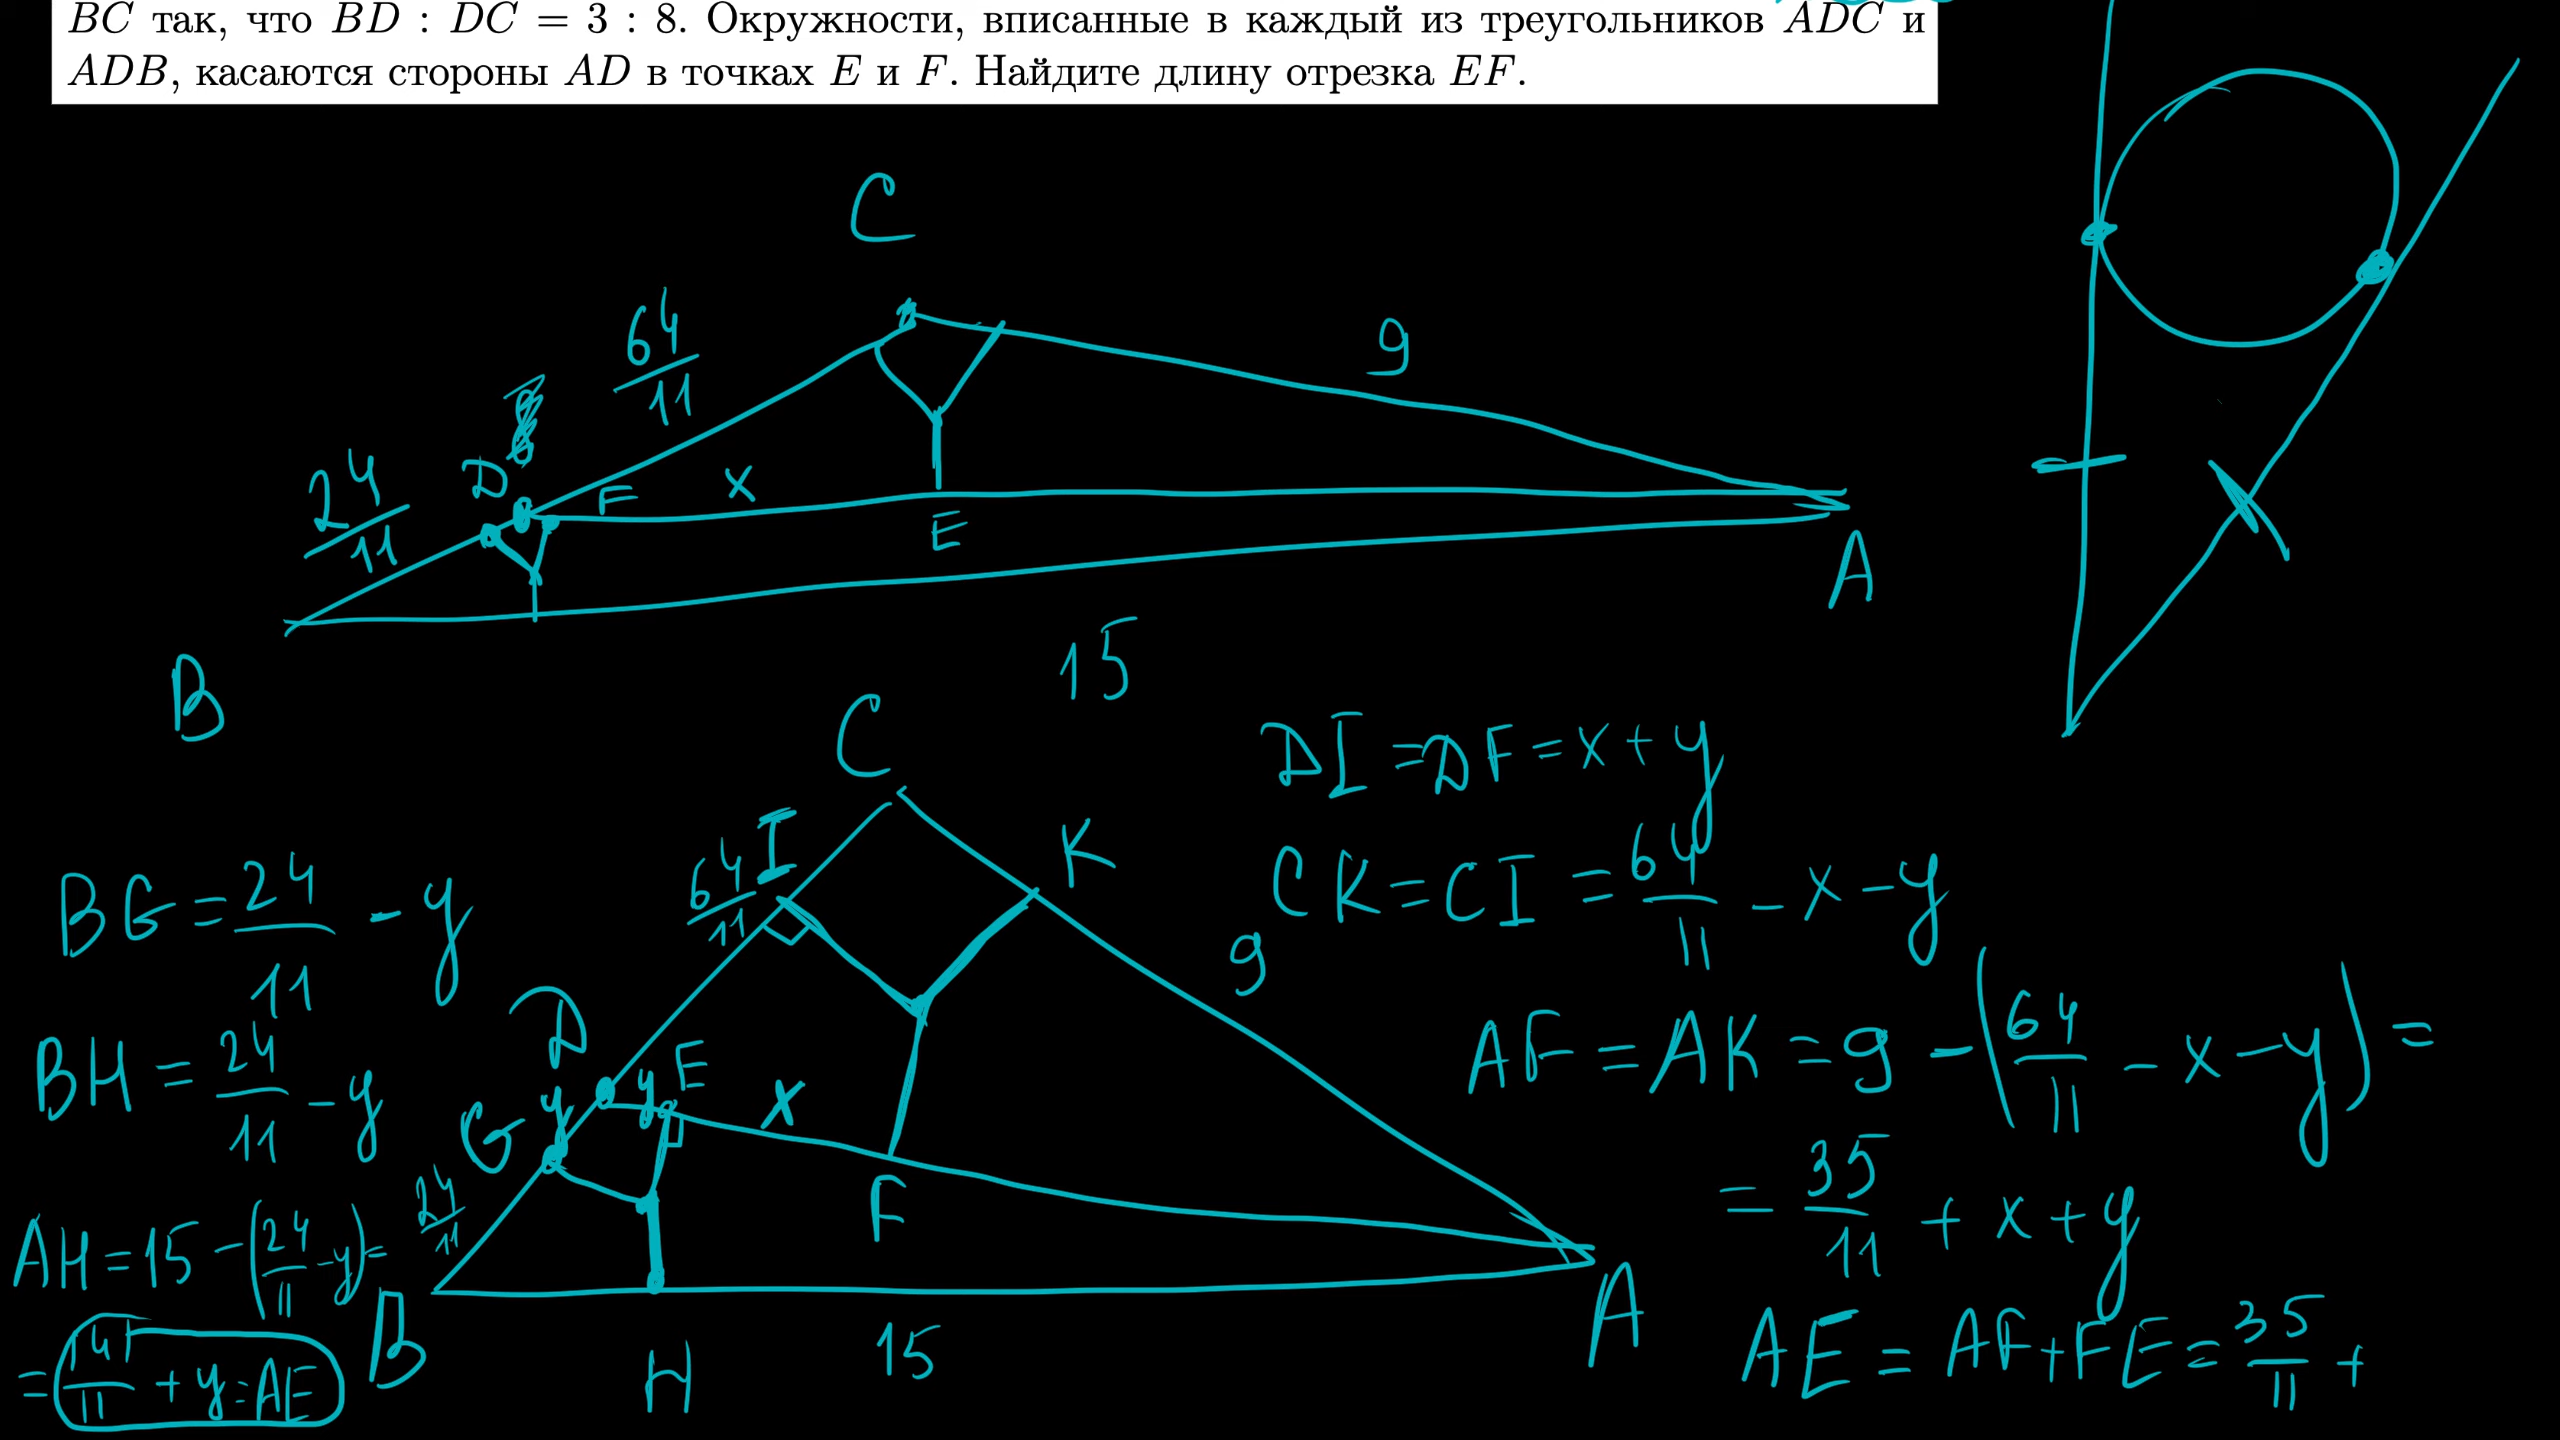 BC так, что BD : DC = 3 : 8. Окружности, вписанные в каждый из треугольников ADC и
ADB, касаются стороны AD в точках E и F. Найдите длину отрезка EF.
C
64/11
9
24/11
D
F
x
E
A
B
15
C
I
K
64/11
9
D
y
E
G
y
x
F
24/11
B
H
15
A
BG = 24/11 - y
BH = 24/11 - y
AH = 15 - (24/11 - y) =
= 141/11 + y = AE
DI = DF = x + y
CK = CI = 64/11 - x - y
AF = AK = 9 - (64/11 - x - y) =
= 35/11 + x + y
AE = AF + FE = 35/11 +